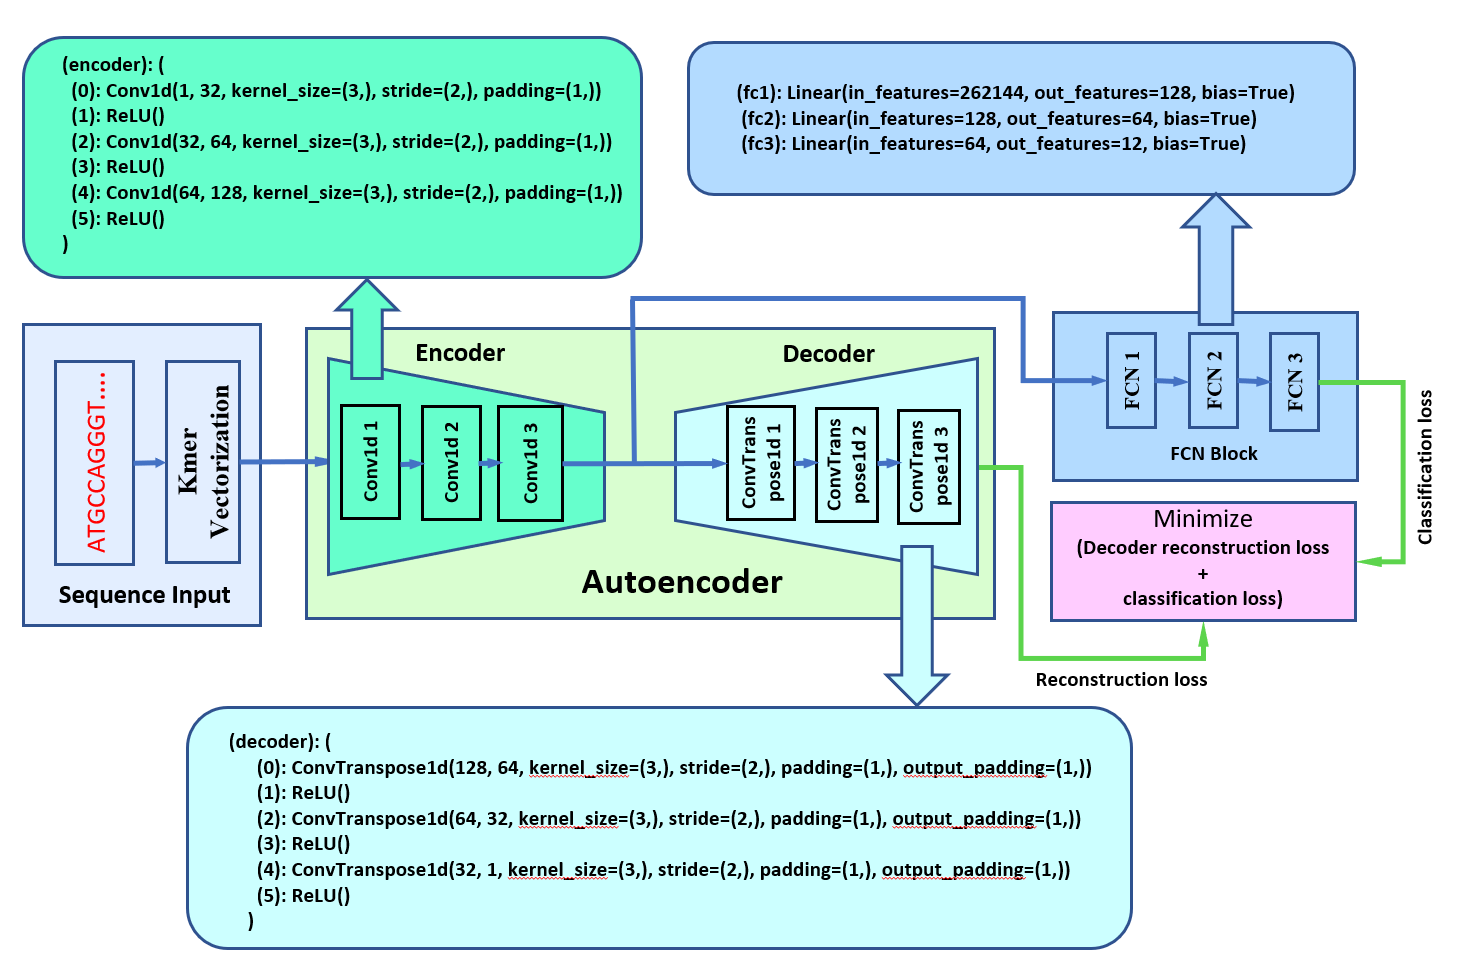 (encoder): (
(0): Conv1d(1, 32, kernel_size=(3,), stride=(2,), padding=(1,))
(1): ReLU()
(2): Conv1d(32, 64, kernel_size=(3,), stride=(2,), padding=(1,))
(3): ReLU()
(4): Conv1d(64, 128, kernel_size=(3,), stride=(2,), padding=(1,))
(5): ReLU()
)
(fc1): Linear(in_features=262144, out_features=128, bias=True)
(fc2): Linear(in_features=128, out_features=64, bias=True)
(fc3): Linear(in_features=64, out_features=12, bias=True)
ATGCCAGGGT....
Kmer
Vectorization
Sequence Input
Encoder
Conv1d 1
Conv1d 2
Conv1d 3
Decoder
ConvTrans
pose1d 1
ConvTrans
pose1d 2
ConvTrans
pose1d 3
Autoencoder
FCN 1
FCN 2
FCN 3
FCN Block
Classification loss
Minimize
(Decoder reconstruction loss
+
classification loss)
Reconstruction loss
(decoder): (
(0): ConvTranspose1d(128, 64, kernel_size=(3,), stride=(2,), padding=(1,), output_padding=(1,))
(1): ReLU()
(2): ConvTranspose1d(64, 32, kernel_size=(3,), stride=(2,), padding=(1,), output_padding=(1,))
(3): ReLU()
(4): ConvTranspose1d(32, 1, kernel_size=(3,), stride=(2,), padding=(1,), output_padding=(1,))
(5): ReLU()
)